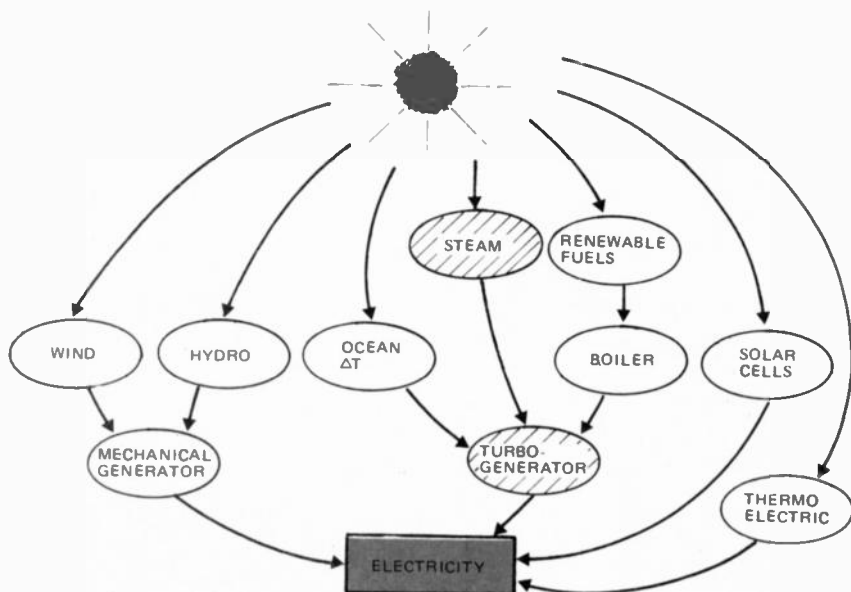 STEAM
RENEWABLE
FUELS
WIND
HYDRO
OCEAN
ΔT
BOILER
SOLAR
CELLS
MECHANICAL
GENERATOR
TURBO-
GENERATOR
THERMO
ELECTRIC
ELECTRICITY